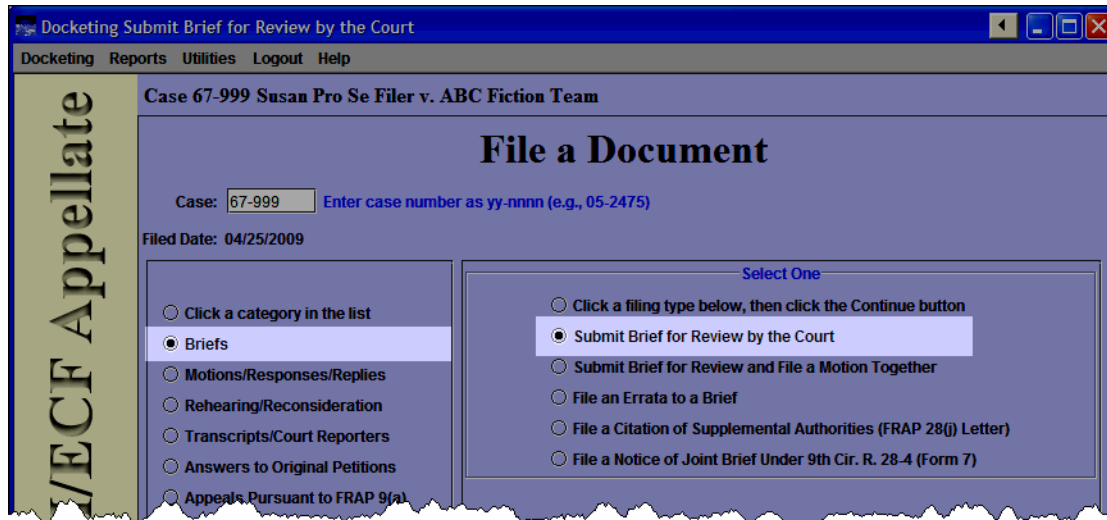 Docketing Submit Brief for Review by the Court
Docketing Reports Utilities Logout Help
/ECF Appellate
Case 67-999 Susan Pro Se Filer v. ABC Fiction Team
File a Document
Case: 67-999 Enter case number as yy-nnnn (e.g., 05-2475)
Filed Date: 04/25/2009
Click a category in the list
Briefs
Motions/Responses/Replies
Rehearing/Reconsideration
Transcripts/Court Reporters
Answers to Original Petitions
Appeals Pursuant to FRAP 9(a)
Select One
Click a filing type below, then click the Continue button
Submit Brief for Review by the Court
Submit Brief for Review and File a Motion Together
File an Errata to a Brief
File a Citation of Supplemental Authorities (FRAP 28(j) Letter)
File a Notice of Joint Brief Under 9th Cir. R. 28-4 (Form 7)